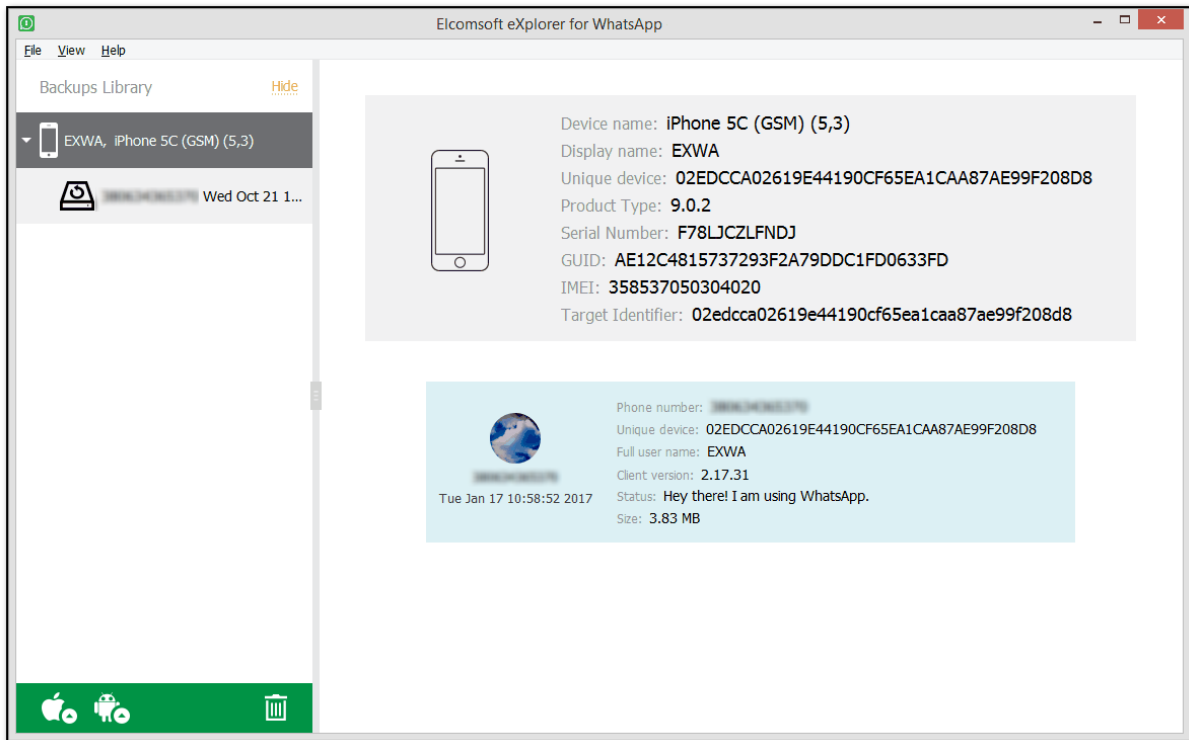 Elcomsoft eXplorer for WhatsApp
File View Help
Backups Library Hide
EXWA, iPhone 5C (GSM) (5,3)
Wed Oct 21 1...
Device name: iPhone 5C (GSM) (5,3)
Display name: EXWA
Unique device: 02EDCCA02619E44190CF65EA1CAA87AE99F208D8
Product Type: 9.0.2
Serial Number: F78LJCZLFNDJ
GUID: AE12C4815737293F2A79DDC1FD0633FD
IMEI: 358537050304020
Target Identifier: 02edcca02619e44190cf65ea1caa87ae99f208d8
Tue Jan 17 10:58:52 2017
Phone number:
Unique device: 02EDCCA02619E44190CF65EA1CAA87AE99F208D8
Full user name: EXWA
Client version: 2.17.31
Status: Hey there! I am using WhatsApp.
Size: 3.83 MB